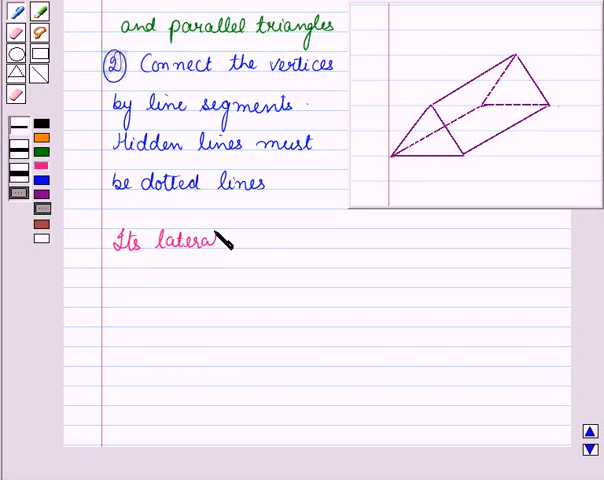 and parallel triangles
② Connect the vertices
by line segments.
Hidden lines must
be dotted lines
Its latera